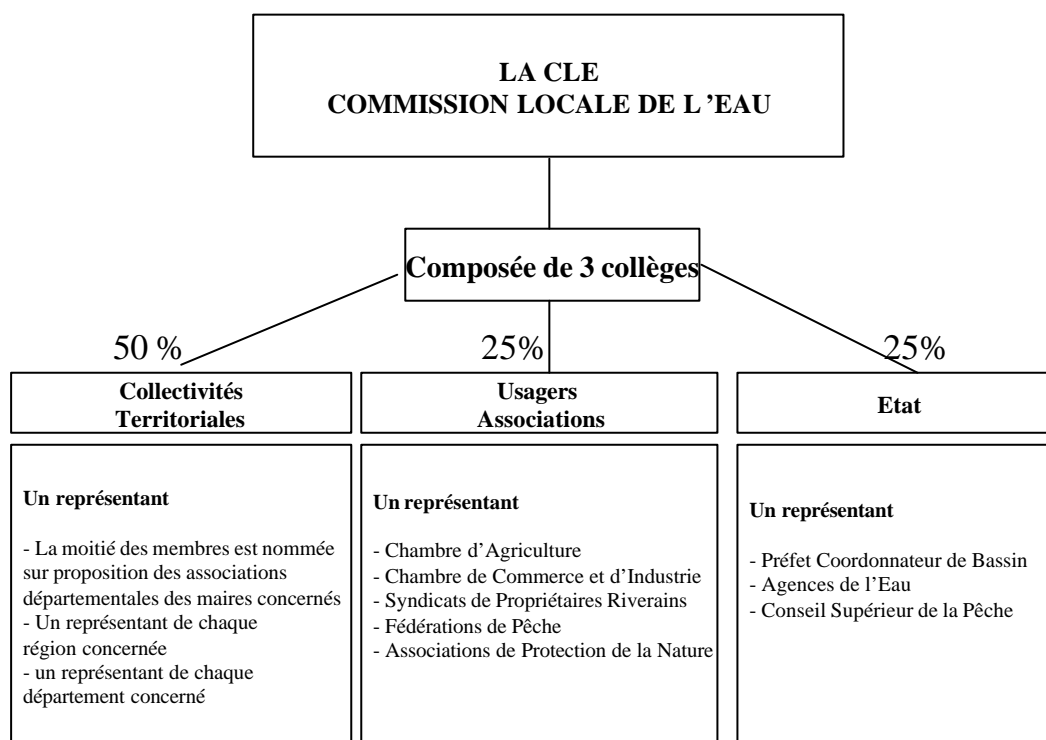 LA CLE
COMMISSION LOCALE DE L ’EAU
Composée de 3 collèges
50 %
25%
25%
Collectivités
Territoriales
Usagers
Associations
Etat
Un représentant
- La moitié des membres est nommée
sur proposition des associations
départementales des maires concernés
- Un représentant de chaque
région concernée
- un représentant de chaque
département concerné
Un représentant
- Chambre d’Agriculture
- Chambre de Commerce et d’Industrie
- Syndicats de Propriétaires Riverains
- Fédérations de Pêche
- Associations de Protection de la Nature
Un représentant
- Préfet Coordonnateur de Bassin
- Agences de l’Eau
- Conseil Supérieur de la Pêche